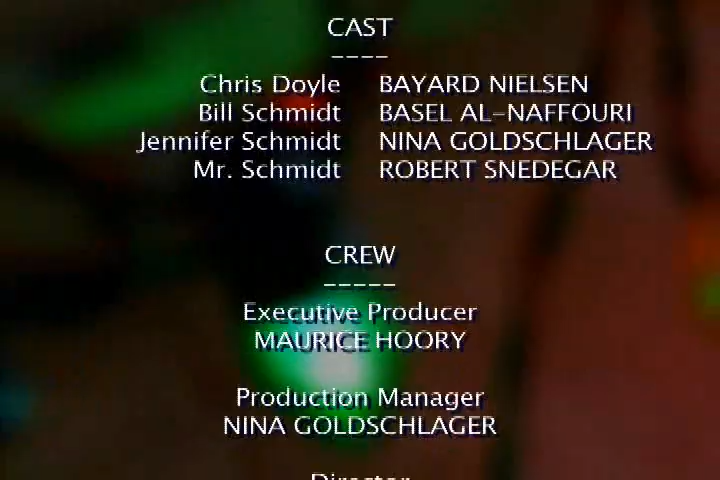 CAST
----
Chris Doyle BAYARD NIELSEN
Bill Schmidt BASEL AL-NAFFOURI
Jennifer Schmidt NINA GOLDSCHLAGER
Mr. Schmidt ROBERT SNEDEGAR
CREW
-----
Executive Producer
MAURICE HOORY
Production Manager
NINA GOLDSCHLAGER
Director